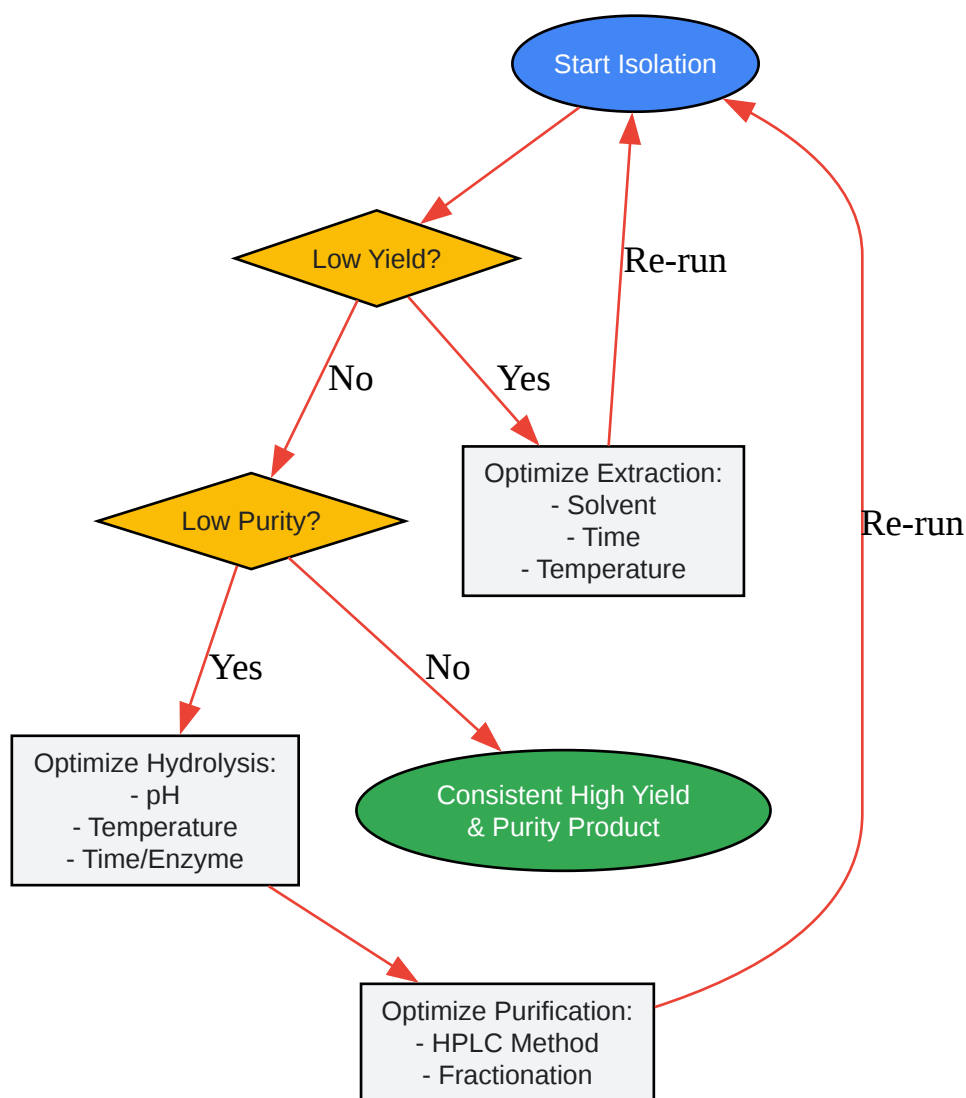 Start Isolation
Low Yield?
Re-run
No
Yes
Optimize Extraction:
- Solvent
- Time
- Temperature
Low Purity?
Re-run
Yes
No
Optimize Hydrolysis:
- pH
- Temperature
- Time/Enzyme
Consistent High Yield
& Purity Product
Optimize Purification:
- HPLC Method
- Fractionation